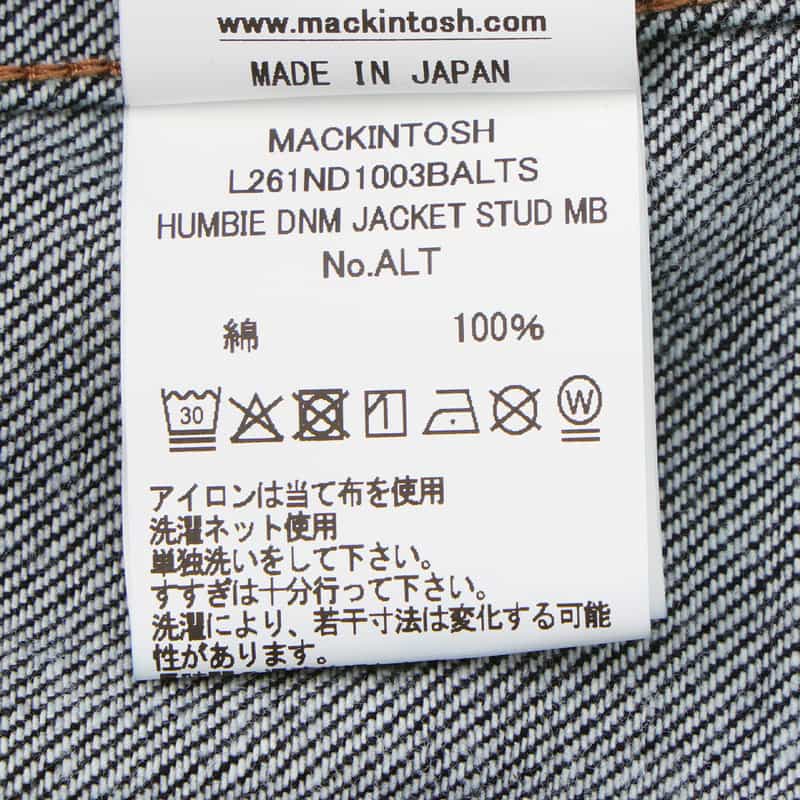 www.mackintosh.com
MADE IN JAPAN
MACKINTOSH
L261ND1003BALTS
HUMBIE DNM JACKET STUD MB
No.ALT
綿 100%
30 W
アイロンは当て布を使用
洗濯ネット使用
単独洗いをして下さい。
すすぎは十分行って下さい。
洗濯により、若干寸法は変化する可能
性があります。